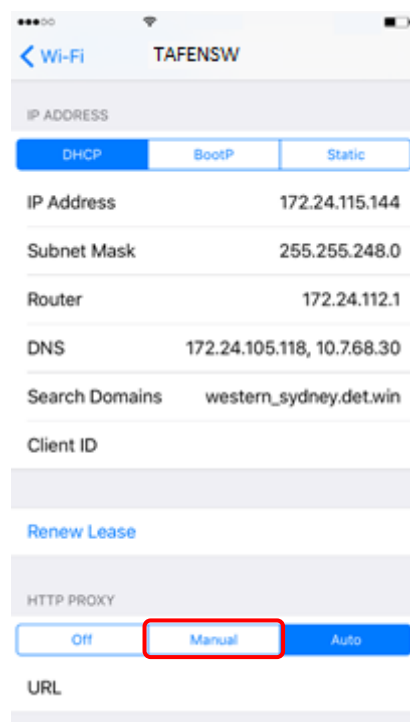 Wi-Fi TAFENSW
IP ADDRESS
DHCP BootP Static
IP Address 172.24.115.144
Subnet Mask 255.255.248.0
Router 172.24.112.1
DNS 172.24.105.118, 10.7.68.30
Search Domains western_sydney.det.win
Client ID
Renew Lease
HTTP PROXY
Off Manual Auto
URL